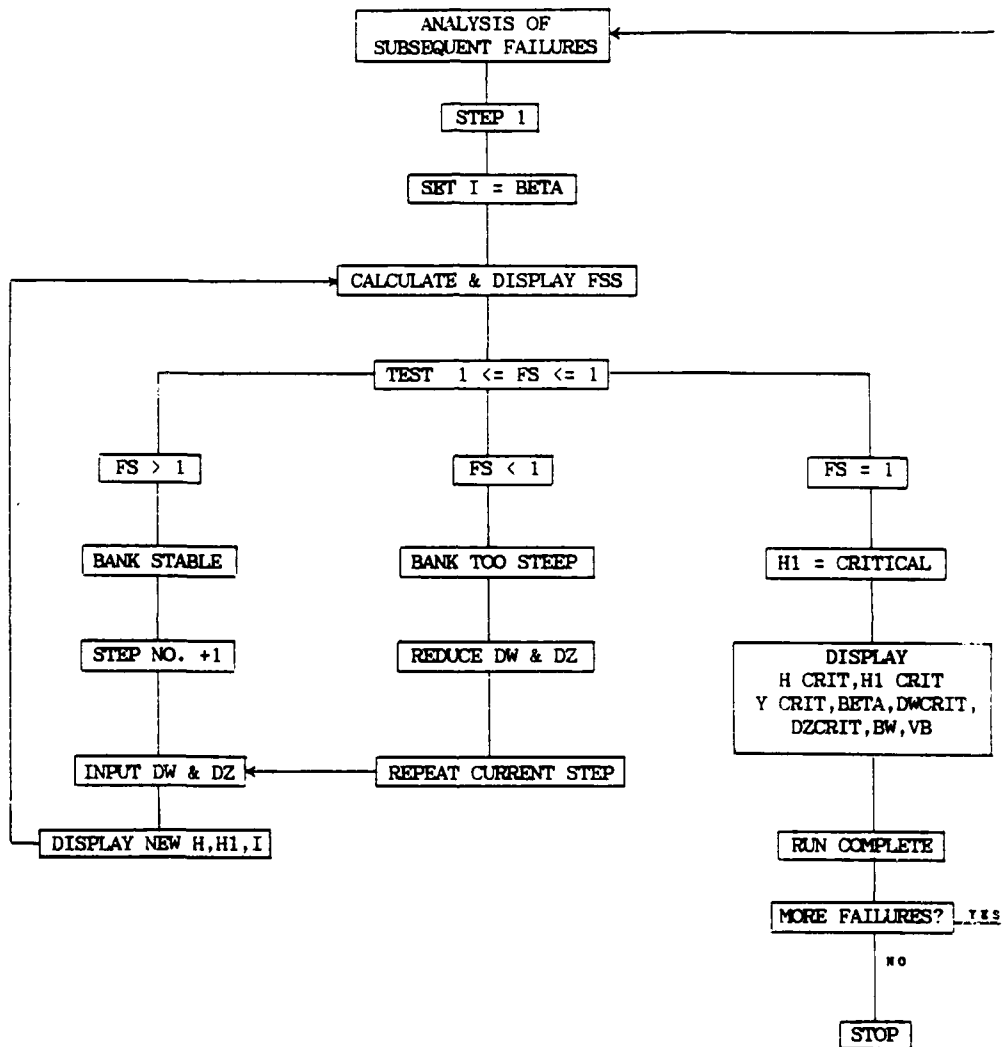 ANALYSIS OF
SUBSEQUENT FAILURES
STEP 1
SET I = BETA
CALCULATE & DISPLAY FSS
TEST 1 <= FS <= 1
FS > 1
FS < 1
FS = 1
BANK STABLE
BANK TOO STEEP
H1 = CRITICAL
STEP NO. +1
REDUCE DW & DZ
DISPLAY
H CRIT,H1 CRIT
Y CRIT,BETA,DWCRIT,
DZCRIT,BW,VB
INPUT DW & DZ
REPEAT CURRENT STEP
DISPLAY NEW H,H1,I
RUN COMPLETE
MORE FAILURES?
YES
NO
STOP